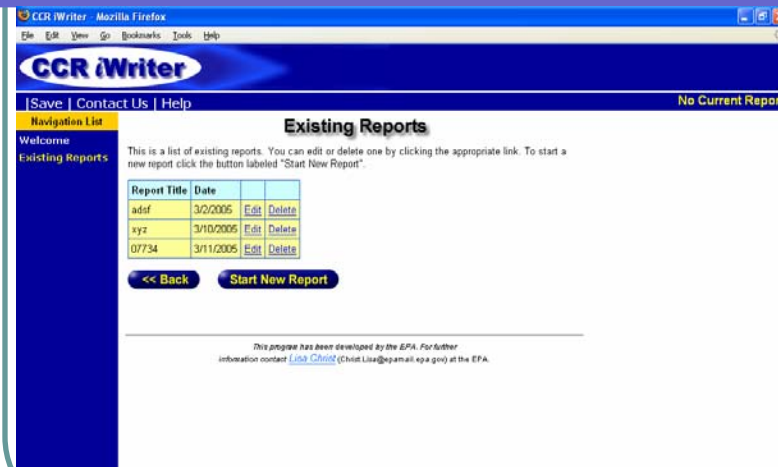 CCR iWriter - Mozilla Firefox
File Edit View Go Bookmarks Tools Help
CCR iWriter
|Save | Contact Us | Help
No Current Repor
Navigation List
Welcome
Existing Reports
Existing Reports
This is a list of existing reports. You can edit or delete one by clicking the appropriate link. To start a
new report click the button labeled "Start New Report".
Report Title Date
adsf 3/2/2005 Edit Delete
xyz 3/10/2005 Edit Delete
07734 3/11/2005 Edit Delete
<< Back Start New Report
This program has been developed by the EPA. For further
information contact Lisa Christ (Christ.Lisa@epamail.epa.gov) at the EPA.